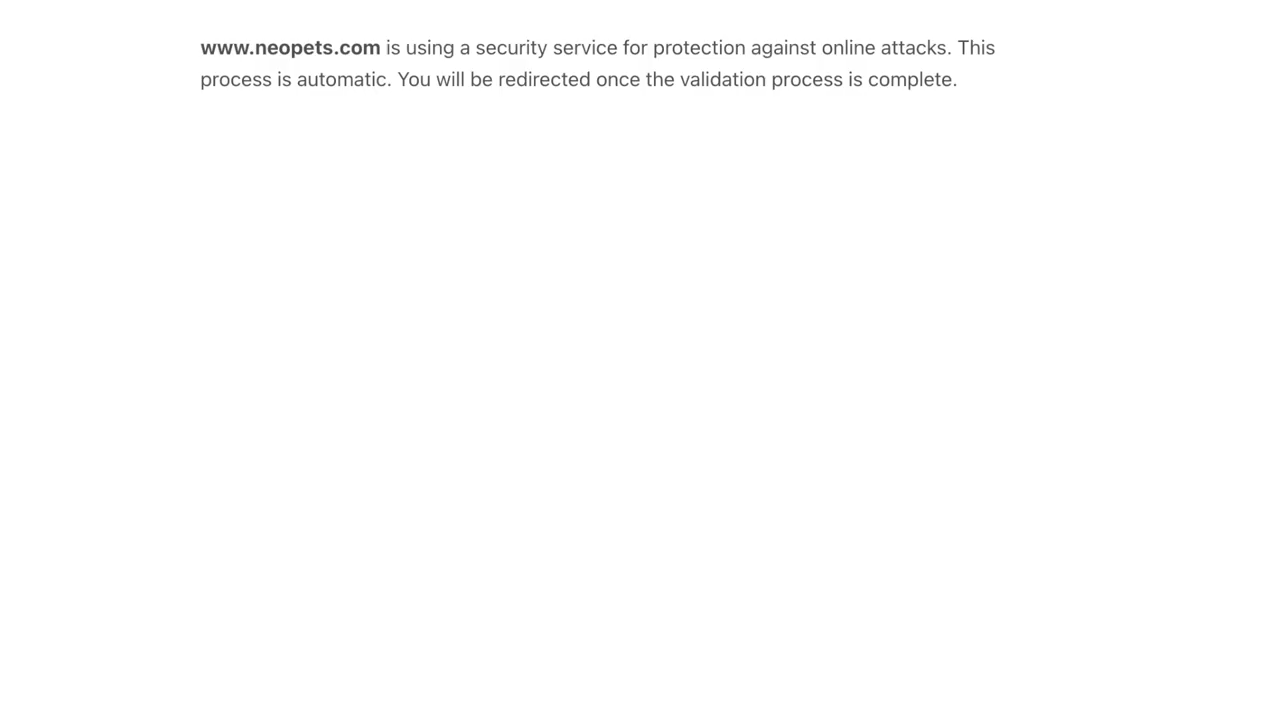 www.neopets.com is using a security service for protection against online attacks. This
process is automatic. You will be redirected once the validation process is complete.